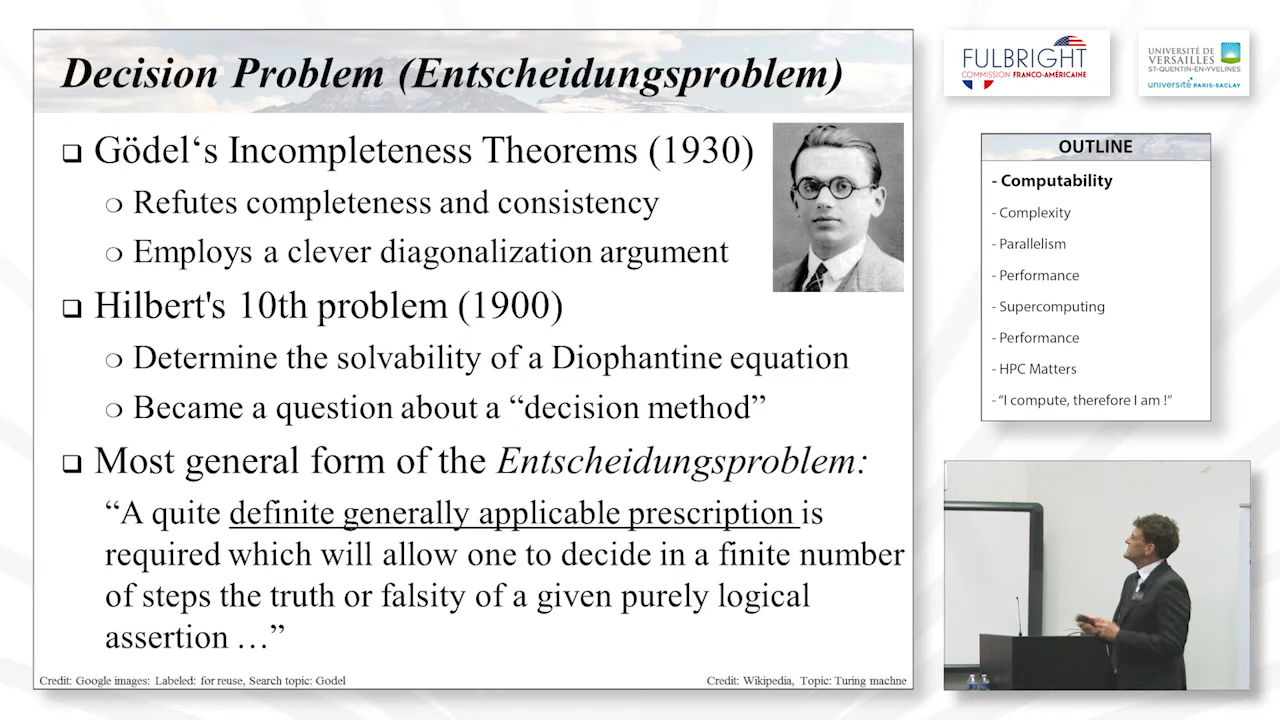 Decision Problem (Entscheidungsproblem)
❑ Gödel‘s Incompleteness Theorems (1930)
❍ Refutes completeness and consistency
❍ Employs a clever diagonalization argument
❑ Hilbert's 10th problem (1900)
❍ Determine the solvability of a Diophantine equation
❍ Became a question about a “decision method”
❑ Most general form of the Entscheidungsproblem:
“A quite definite generally applicable prescription is
required which will allow one to decide in a finite number
of steps the truth or falsity of a given purely logical
assertion …”
Credit: Google images: Labeled: for reuse, Search topic: Godel
Credit: Wikipedia, Topic: Turing machne
FULBRIGHT
COMMISSION FRANCO-AMÉRICAINE
UNIVERSITÉ DE
VERSAILLES
ST-QUENTIN-EN-YVELINES
université PARIS-SACLAY
OUTLINE
- Computability
- Complexity
- Parallelism
- Performance
- Supercomputing
- Performance
- HPC Matters
- “I compute, therefore I am !”